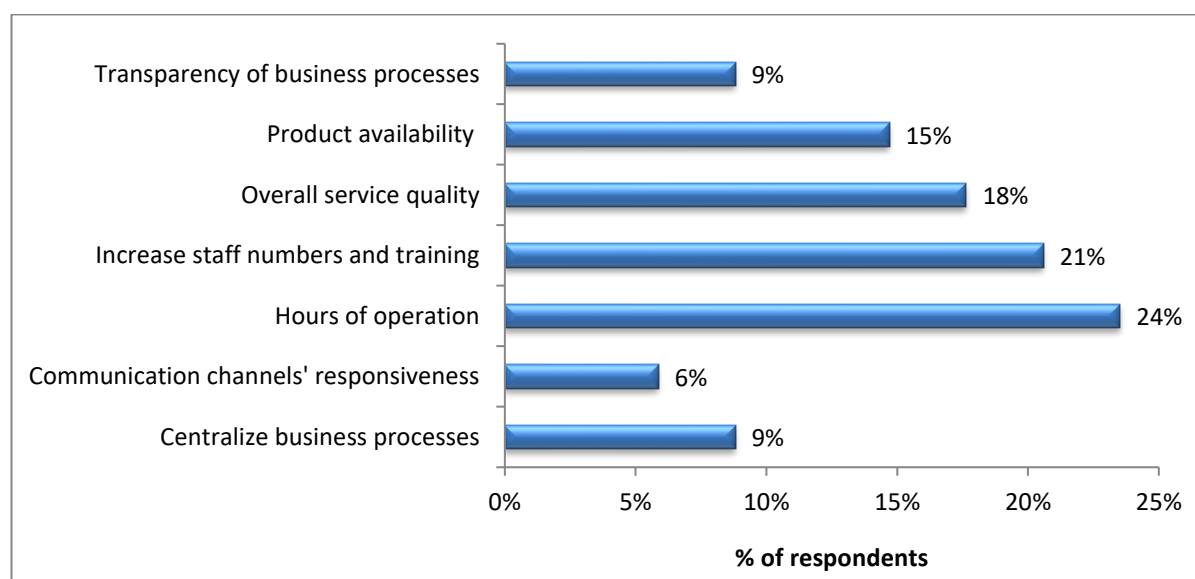 Transparency of business processes 9%
Product availability 15%
Overall service quality 18%
Increase staff numbers and training 21%
Hours of operation 24%
Communication channels' responsiveness 6%
Centralize business processes 9%
0% 5% 10% 15% 20% 25%
% of respondents